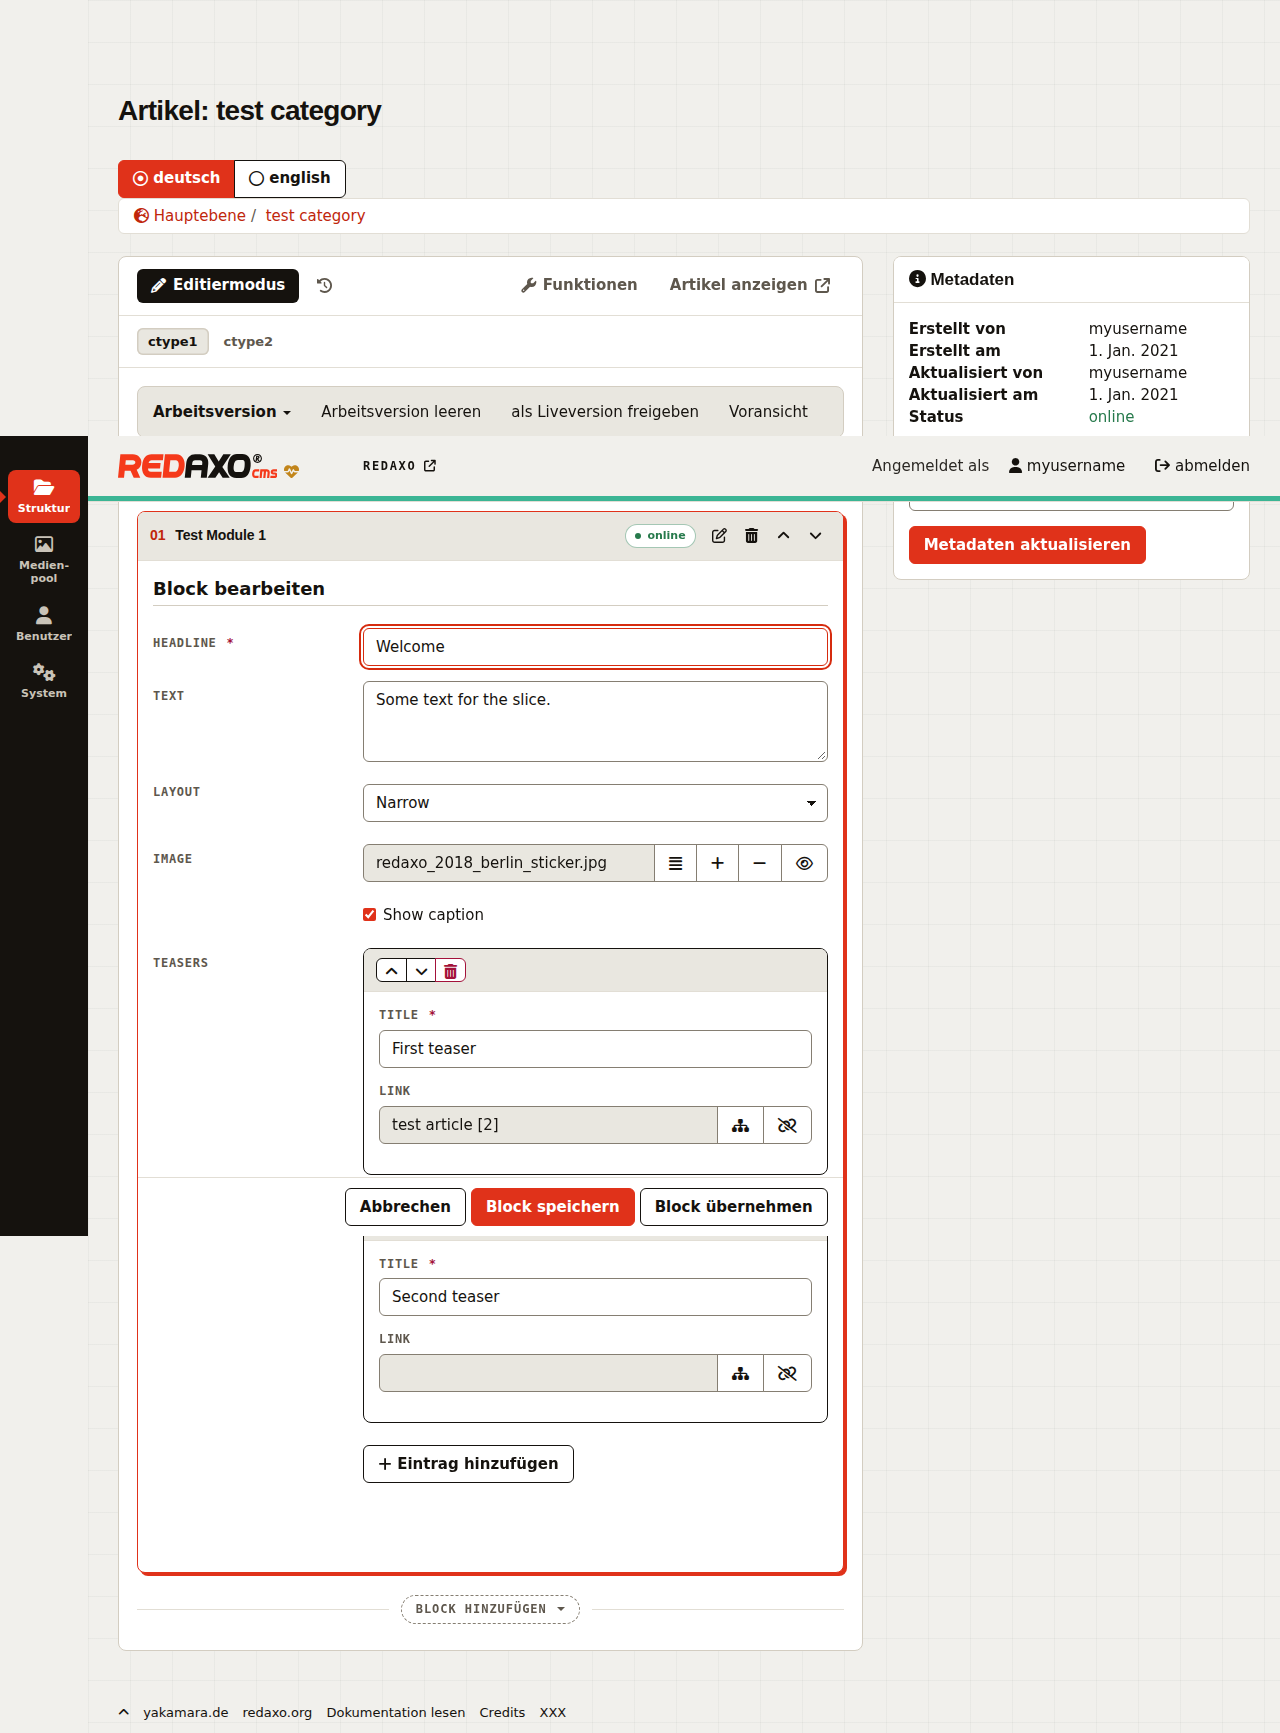 Artikel: test category
deutsch english
Hauptebene / test category
Editiermodus Funktionen Artikel anzeigen
ctype1 ctype2
Arbeitsversion Arbeitsversion leeren als Liveversion freigeben Voransicht
Metadaten
Erstellt von myusername
Erstellt am 1. Jan. 2021
Aktualisiert von myusername
Aktualisiert am 1. Jan. 2021
Status online
REDAXO® cms REDAXO Angemeldet als myusername abmelden
Struktur
Medien-
pool
Benutzer
System
Metadaten aktualisieren
01 Test Module 1 online
Block bearbeiten
HEADLINE * Welcome
TEXT Some text for the slice.
LAYOUT Narrow
IMAGE redaxo_2018_berlin_sticker.jpg
Show caption
TEASERS
TITLE *
First teaser
LINK
test article [2]
Abbrechen Block speichern Block übernehmen
TITLE *
Second teaser
LINK
Eintrag hinzufügen
BLOCK HINZUFÜGEN
yakamara.de redaxo.org Dokumentation lesen Credits XXX